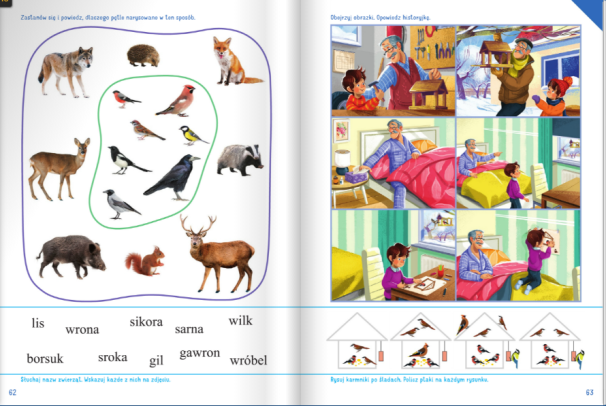 Zastanów się i powiedz, dlaczego pętle narysowano w ten sposób.
lis
wrona
sikora
sarna
wilk
borsuk
sroka
gil
gawron
wróbel
Słuchaj nazw zwierząt. Wskazuj każde z nich na zdjęciu.
62
Obejrzyj obrazki. Opowiedz historyjkę.
Rysuj karmniki po śladach. Policz ptaki na każdym rysunku.
63